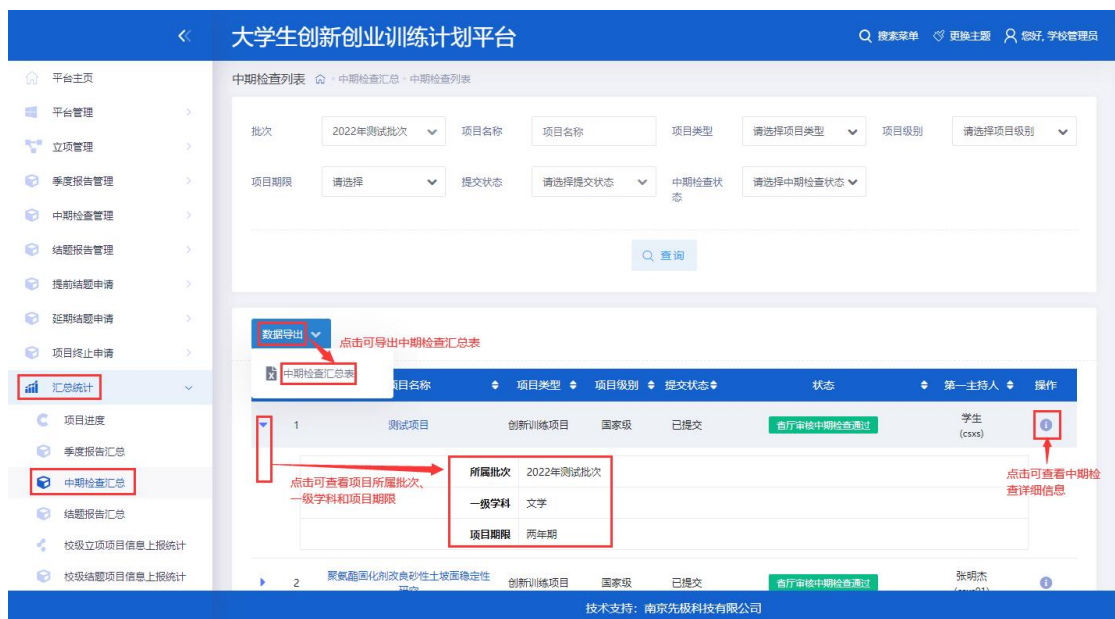 大学生创新创业训练计划平台
搜索菜单 更换主题 您好, 学校管理员
平台主页
平台管理
立项管理
季度报告管理
中期检查管理
结题报告管理
提前结题申请
延期结题申请
项目终止申请
汇总统计
项目进度
季度报告汇总
中期检查汇总
结题报告汇总
校级立项项目信息上报统计
校级结题项目信息上报统计
中期检查列表 - 中期检查汇总 - 中期检查列表
批次 2022年测试批次 项目名称 项目名称 项目类型 请选择项目类型 项目级别 请选择项目级别
项目期限 请选择 提交状态 请选择提交状态 中期检查状 请选择中期检查状态
态
查询
数据导出
点击可导出中期检查汇总表
中期检查汇总表
项目名称 项目类型 项目级别 提交状态 状态 第一主持人 操作
1 测试项目 创新训练项目 国家级 已提交 省厅审核中期检查通过 学生
(csxs)
点击可查看项目所属批次、
一级学科和项目期限
所属批次 2022年测试批次
一级学科 文学
项目期限 两年期
点击可查看中期检
查详细信息
2 聚氨酯固化剂改良砂性土坡面稳定性 创新训练项目 国家级 已提交 省厅审核中期检查通过 张明杰
研究
技术支持：南京先极科技有限公司